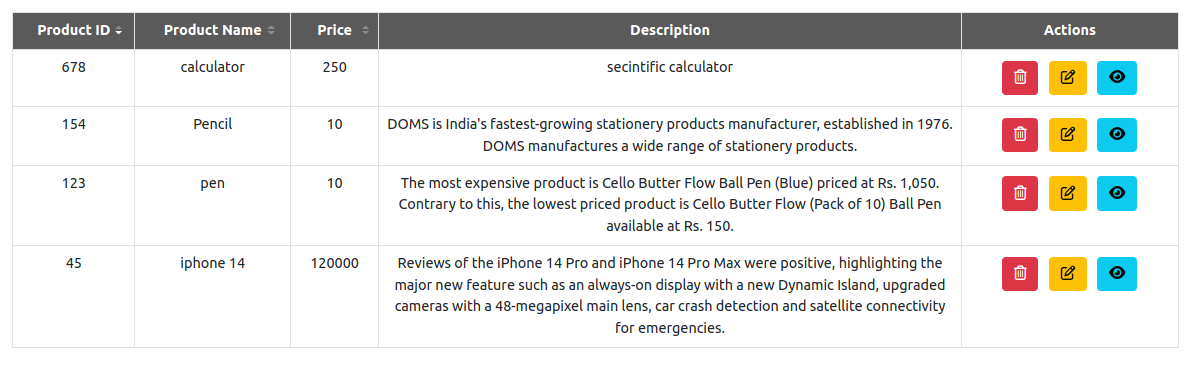 Product ID Product Name Price Description Actions
678 calculator 250 secintific calculator
154 Pencil 10 DOMS is India's fastest-growing stationery products manufacturer, established in 1976.
DOMS manufactures a wide range of stationery products.
123 pen 10 The most expensive product is Cello Butter Flow Ball Pen (Blue) priced at Rs. 1,050.
Contrary to this, the lowest priced product is Cello Butter Flow (Pack of 10) Ball Pen
available at Rs. 150.
45 iphone 14 120000 Reviews of the iPhone 14 Pro and iPhone 14 Pro Max were positive, highlighting the
major new feature such as an always-on display with a new Dynamic Island, upgraded
cameras with a 48-megapixel main lens, car crash detection and satellite connectivity
for emergencies.